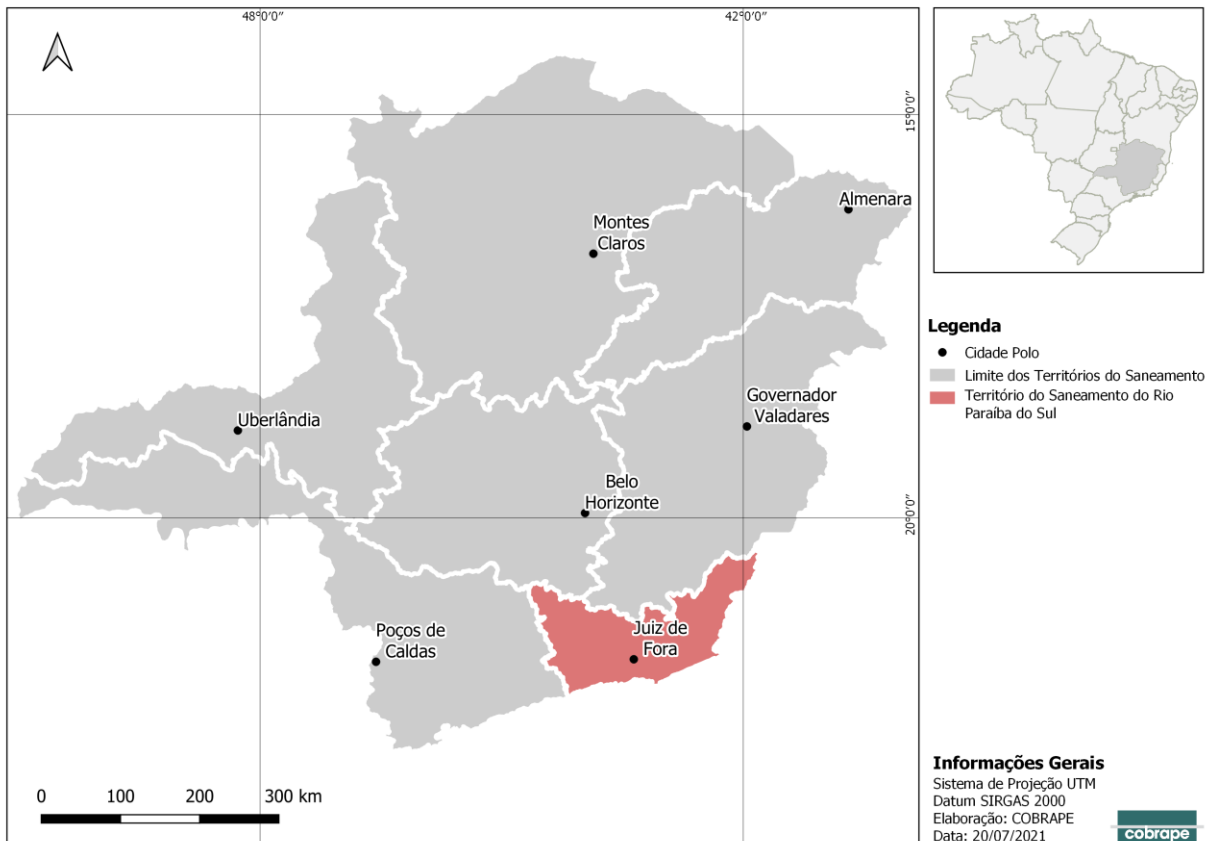 48°0'0"
42°0'0"
15°0'0"
Almenara
Montes
Claros
Governador
Valadares
Uberlândia
Belo
Horizonte
20°0'0"
Poços de
Caldas
Juiz de
Fora
0 100 200 300 km
Legenda
Cidade Polo
Limite dos Territórios do Saneamento
Território do Saneamento do Rio
Paraíba do Sul
Informações Gerais
Sistema de Projeção UTM
Datum SIRGAS 2000
Elaboração: COBRAPE
Data: 20/07/2021
cobrape